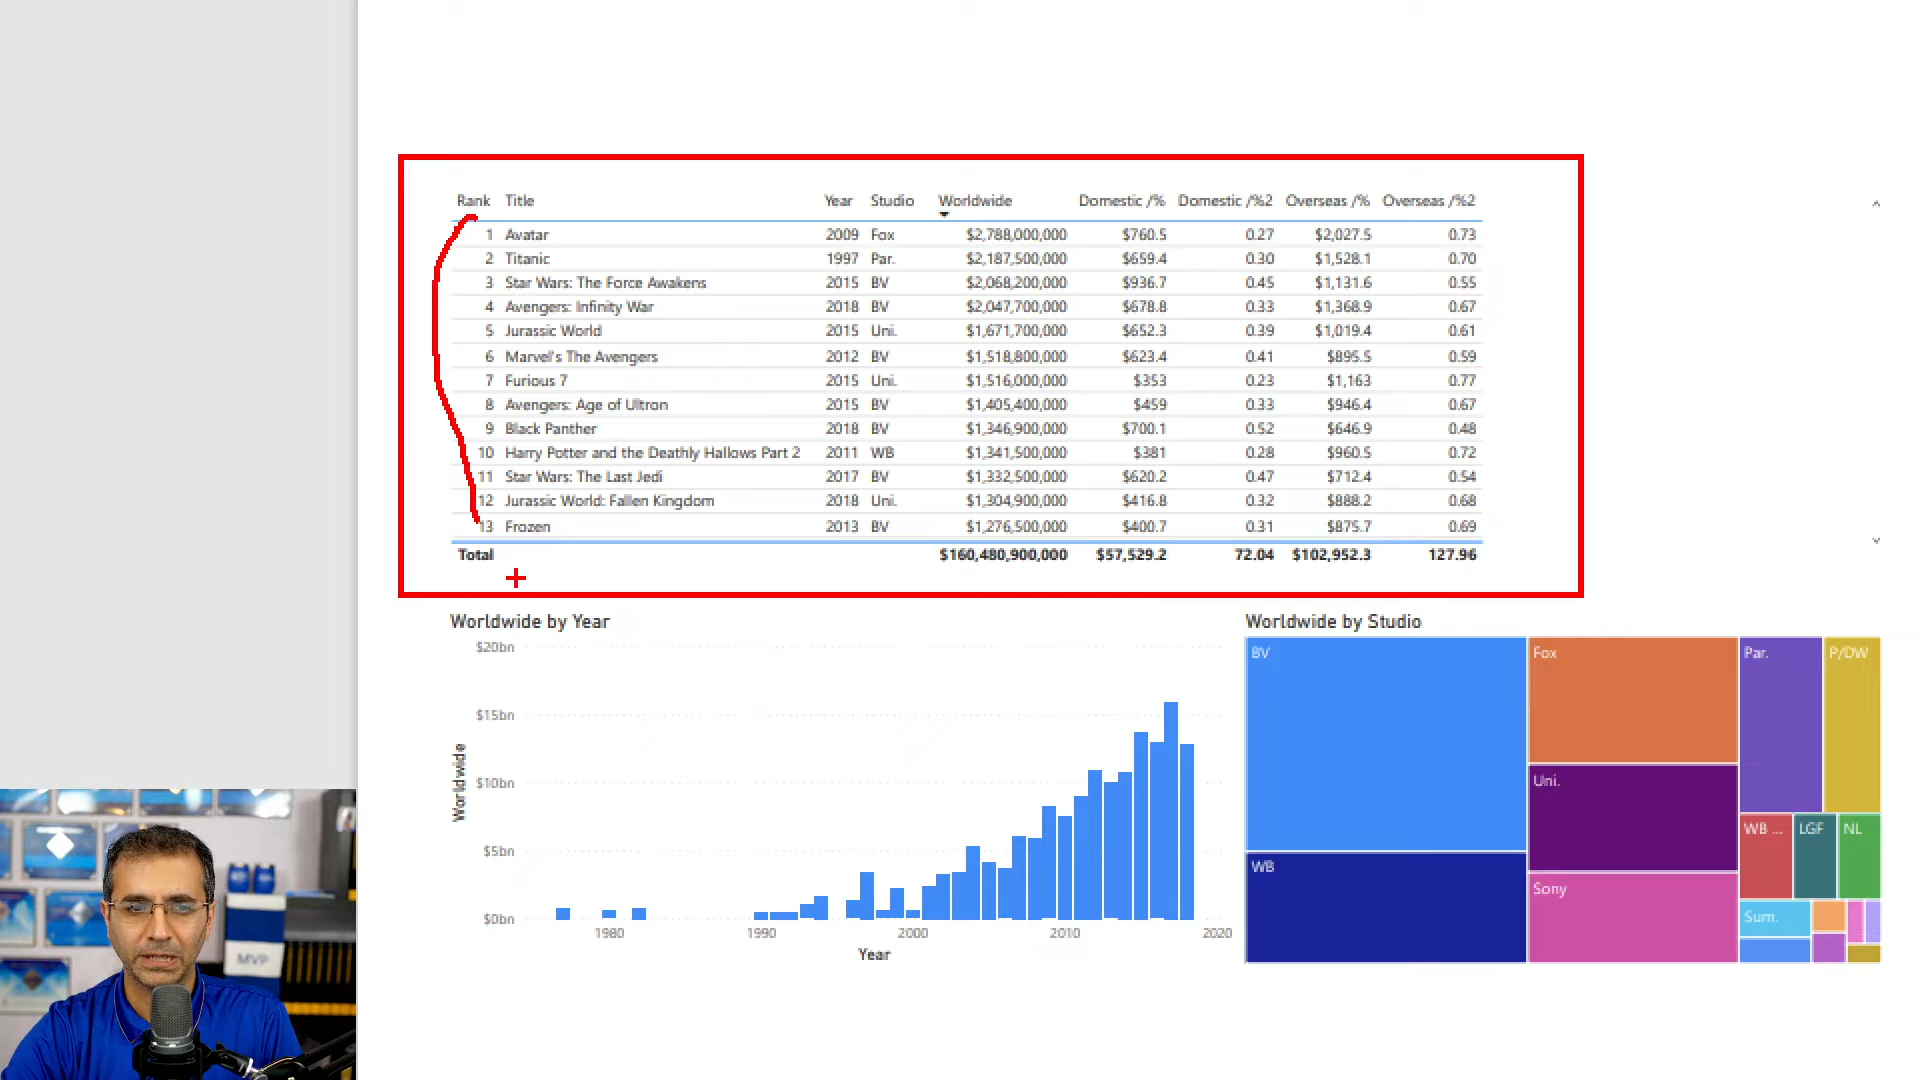 Rank Title Year Studio Worldwide Domestic /% Domestic /%2 Overseas /% Overseas /%2
1 Avatar 2009 Fox $2,788,000,000 $760.5 0.27 $2,027.5 0.73
2 Titanic 1997 Par. $2,187,500,000 $659.4 0.30 $1,528.1 0.70
3 Star Wars: The Force Awakens 2015 BV $2,068,200,000 $936.7 0.45 $1,131.6 0.55
4 Avengers: Infinity War 2018 BV $2,047,700,000 $678.8 0.33 $1,368.9 0.67
5 Jurassic World 2015 Uni. $1,671,700,000 $652.3 0.39 $1,019.4 0.61
6 Marvel's The Avengers 2012 BV $1,518,800,000 $623.4 0.41 $895.5 0.59
7 Furious 7 2015 Uni. $1,516,000,000 $353 0.23 $1,163 0.77
8 Avengers: Age of Ultron 2015 BV $1,405,400,000 $459 0.33 $946.4 0.67
9 Black Panther 2018 BV $1,346,900,000 $700.1 0.52 $646.9 0.48
10 Harry Potter and the Deathly Hallows Part 2 2011 WB $1,341,500,000 $381 0.28 $960.5 0.72
11 Star Wars: The Last Jedi 2017 BV $1,332,500,000 $620.2 0.47 $712.4 0.54
12 Jurassic World: Fallen Kingdom 2018 Uni. $1,304,900,000 $416.8 0.32 $888.2 0.68
13 Frozen 2013 BV $1,276,500,000 $400.7 0.31 $875.7 0.69
Total $160,480,900,000 $57,529.2 72.04 $102,952.3 127.96
Worldwide by Year
$20bn
$15bn
$10bn
$5bn
$0bn
Worldwide
1980 1990 2000 2010 2020
Year
Worldwide by Studio
BV
WB
Fox
Uni.
Sony
Par.
P/DW
WB ...
LGF
NL
Sum.
MVP